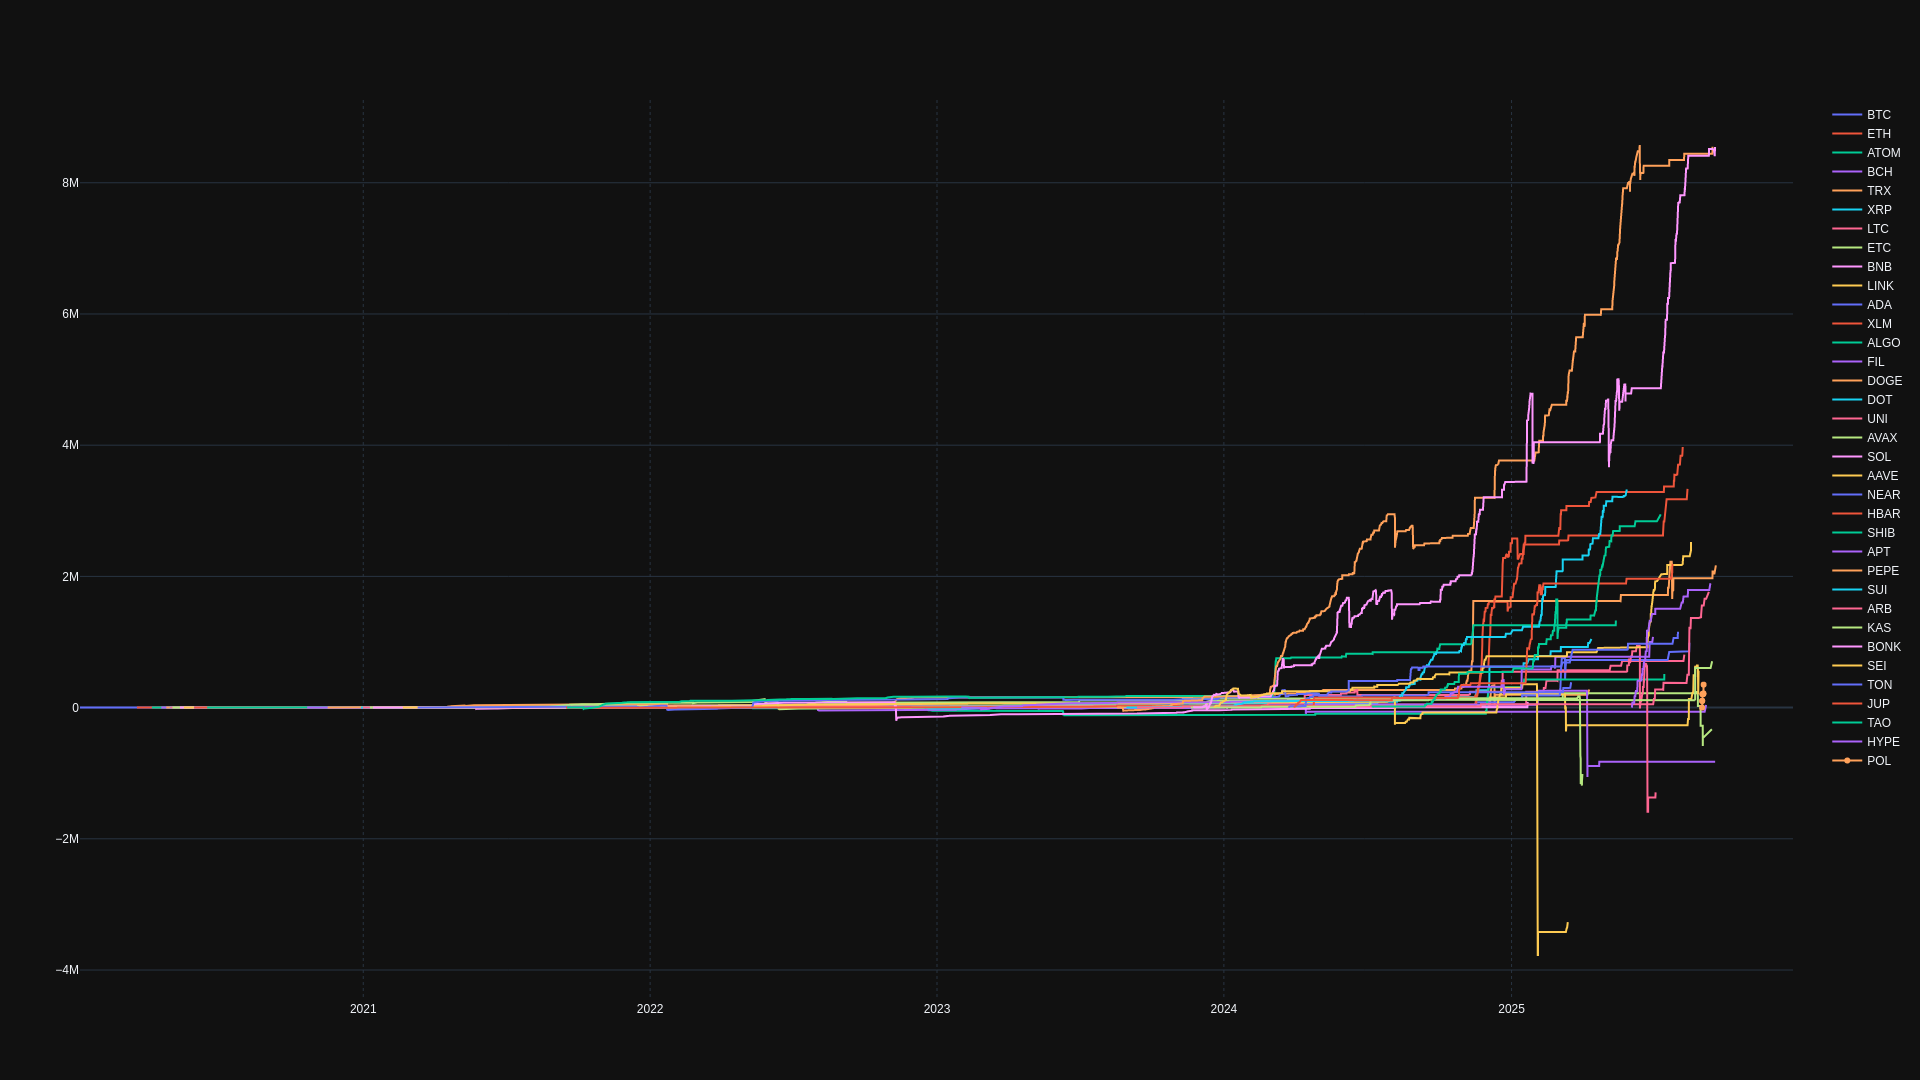 8M
6M
4M
2M
0
−2M
−4M
2021
2022
2023
2024
2025
BTC
ETH
ATOM
BCH
TRX
XRP
LTC
ETC
BNB
LINK
ADA
XLM
ALGO
FIL
DOGE
DOT
UNI
AVAX
SOL
AAVE
NEAR
HBAR
SHIB
APT
PEPE
SUI
ARB
KAS
BONK
SEI
TON
JUP
TAO
HYPE
POL